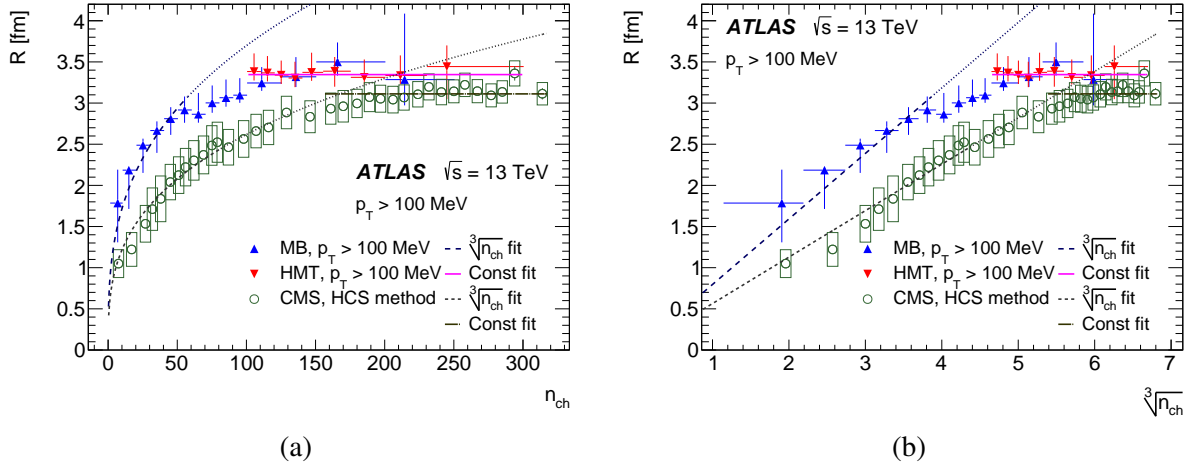 R [fm]
4
3.5
3
2.5
2
1.5
1
0.5
0
ATLAS √s = 13 TeV
p_T > 100 MeV
MB, p_T > 100 MeV
HMT, p_T > 100 MeV
CMS, HCS method
∛n_ch fit
Const fit
∛n_ch fit
Const fit
0 50 100 150 200 250 300
n_ch
(a)
R [fm]
4
3.5
3
2.5
2
1.5
1
0.5
0
ATLAS √s = 13 TeV
p_T > 100 MeV
MB, p_T > 100 MeV
HMT, p_T > 100 MeV
CMS, HCS method
∛n_ch fit
Const fit
∛n_ch fit
Const fit
1 2 3 4 5 6 7
∛n_ch
(b)